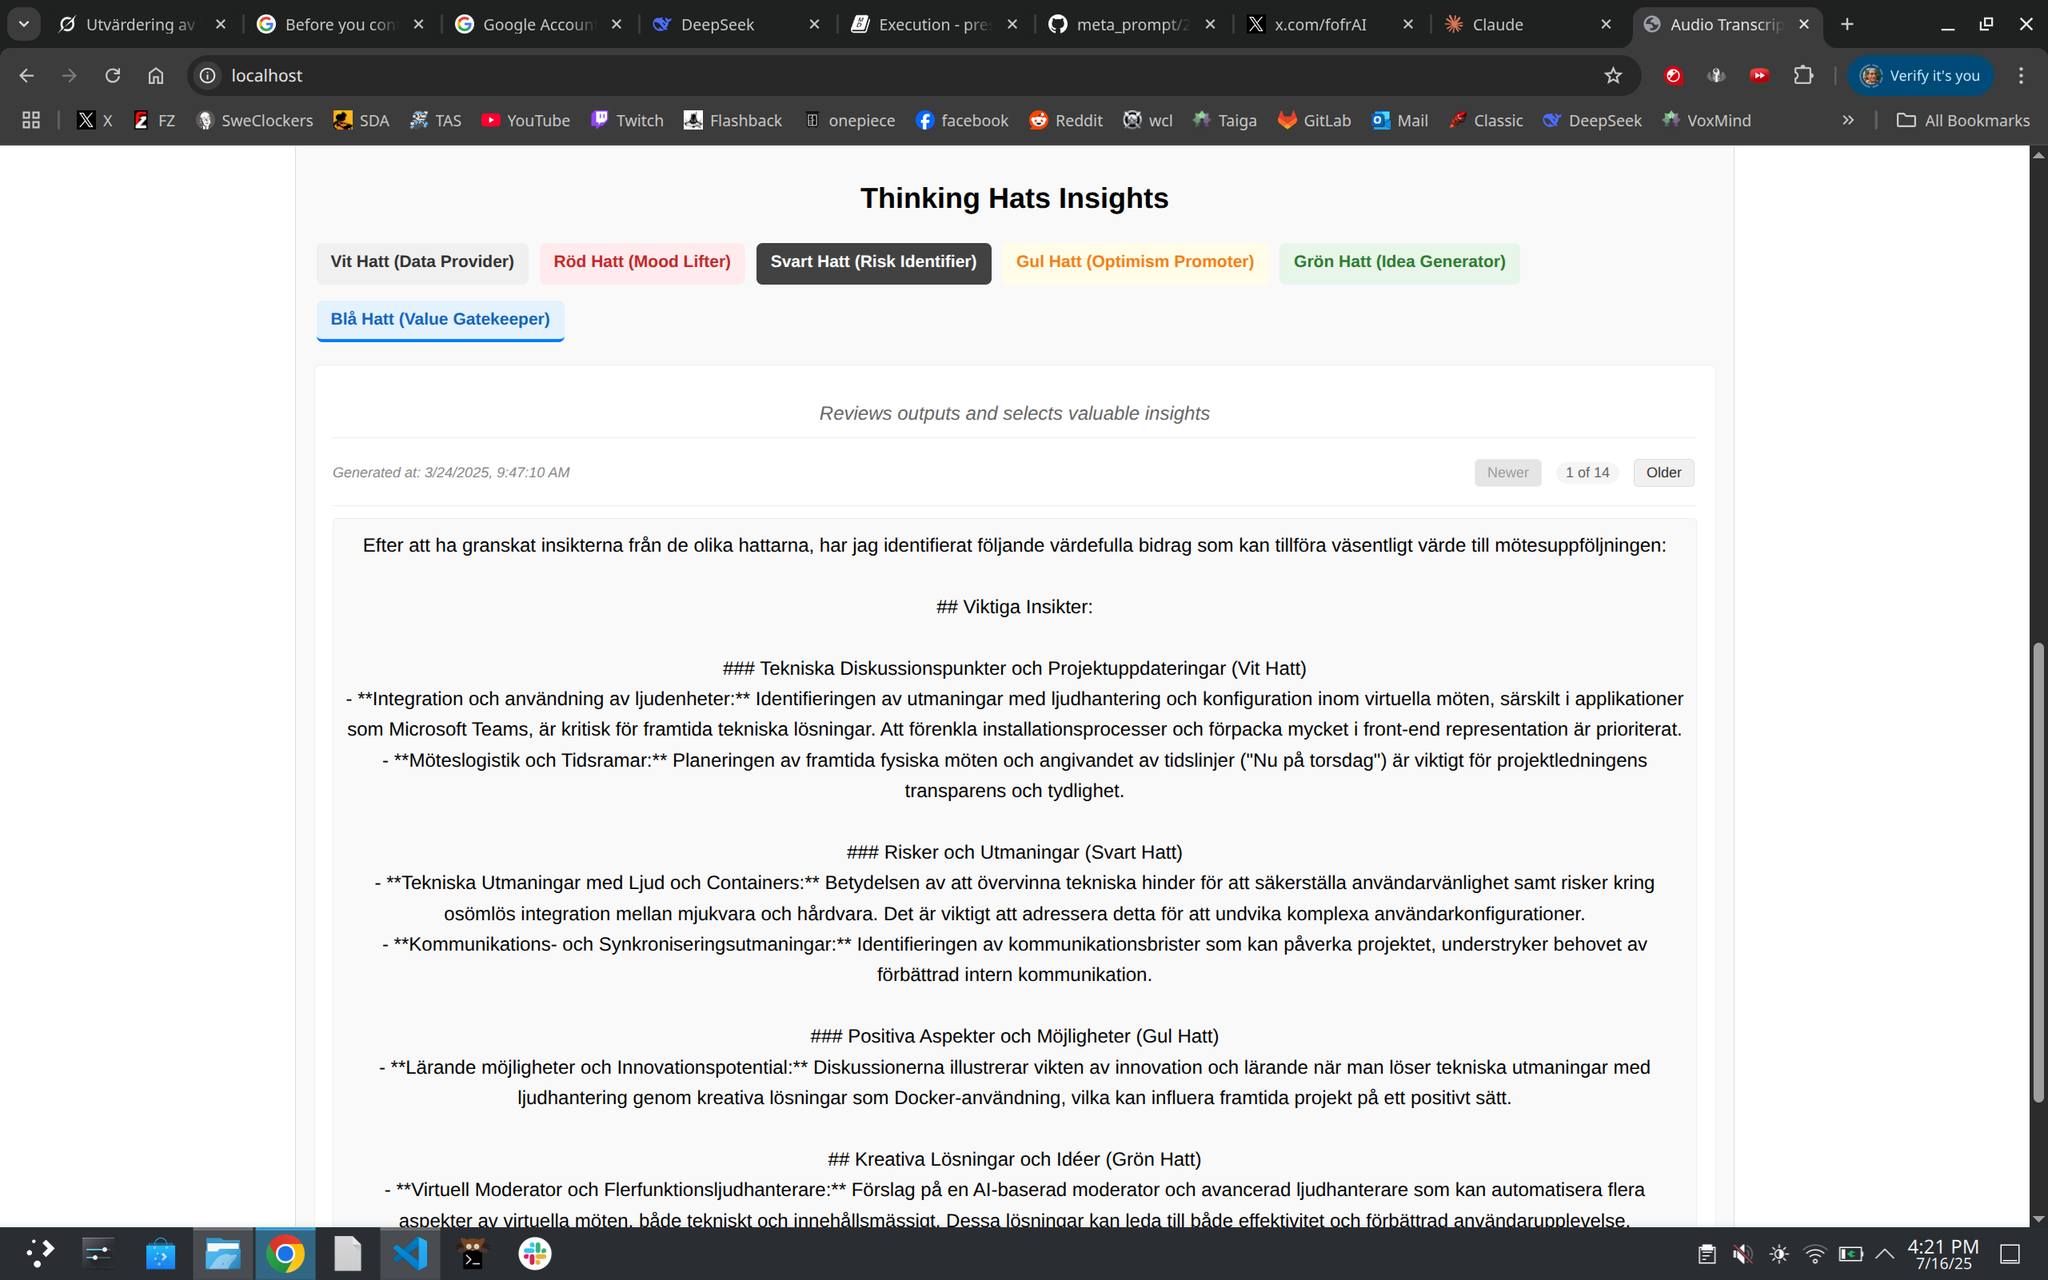 Utvärdering av
Before you con
Google Accoun
DeepSeek
Execution - pre
meta_prompt/2
x.com/fofrAI
Claude
Audio Transcrip
localhost
Verify it's you
X
FZ
SweClockers
SDA
TAS
YouTube
Twitch
Flashback
onepiece
facebook
Reddit
wcl
Taiga
GitLab
Mail
Classic
DeepSeek
VoxMind
All Bookmarks
Thinking Hats Insights
Vit Hatt (Data Provider)
Röd Hatt (Mood Lifter)
Svart Hatt (Risk Identifier)
Gul Hatt (Optimism Promoter)
Grön Hatt (Idea Generator)
Blå Hatt (Value Gatekeeper)
Reviews outputs and selects valuable insights
Generated at: 3/24/2025, 9:47:10 AM
Newer
1 of 14
Older
Efter att ha granskat insikterna från de olika hattarna, har jag identifierat följande värdefulla bidrag som kan tillföra väsentligt värde till mötesuppföljningen:
## Viktiga Insikter:
### Tekniska Diskussionspunkter och Projektuppdateringar (Vit Hatt)
- **Integration och användning av ljudenheter:** Identifieringen av utmaningar med ljudhantering och konfiguration inom virtuella möten, särskilt i applikationer
som Microsoft Teams, är kritisk för framtida tekniska lösningar. Att förenkla installationsprocesser och förpacka mycket i front-end representation är prioriterat.
- **Möteslogistik och Tidsramar:** Planeringen av framtida fysiska möten och angivandet av tidslinjer ("Nu på torsdag") är viktigt för projektledningens
transparens och tydlighet.
### Risker och Utmaningar (Svart Hatt)
- **Tekniska Utmaningar med Ljud och Containers:** Betydelsen av att övervinna tekniska hinder för att säkerställa användarvänlighet samt risker kring
osömlös integration mellan mjukvara och hårdvara. Det är viktigt att adressera detta för att undvika komplexa användarkonfigurationer.
- **Kommunikations- och Synkroniseringsutmaningar:** Identifieringen av kommunikationsbrister som kan påverka projektet, understryker behovet av
förbättrad intern kommunikation.
### Positiva Aspekter och Möjligheter (Gul Hatt)
- **Lärande möjligheter och Innovationspotential:** Diskussionerna illustrerar vikten av innovation och lärande när man löser tekniska utmaningar med
ljudhantering genom kreativa lösningar som Docker-användning, vilka kan influera framtida projekt på ett positivt sätt.
## Kreativa Lösningar och Idéer (Grön Hatt)
- **Virtuell Moderator och Flerfunktionsljudhanterare:** Förslag på en AI-baserad moderator och avancerad ljudhanterare som kan automatisera flera
aspekter av virtuella möten, både tekniskt och innehållsmässigt. Dessa lösningar kan leda till både effektivitet och förbättrad användarupplevelse.
4:21 PM
7/16/25